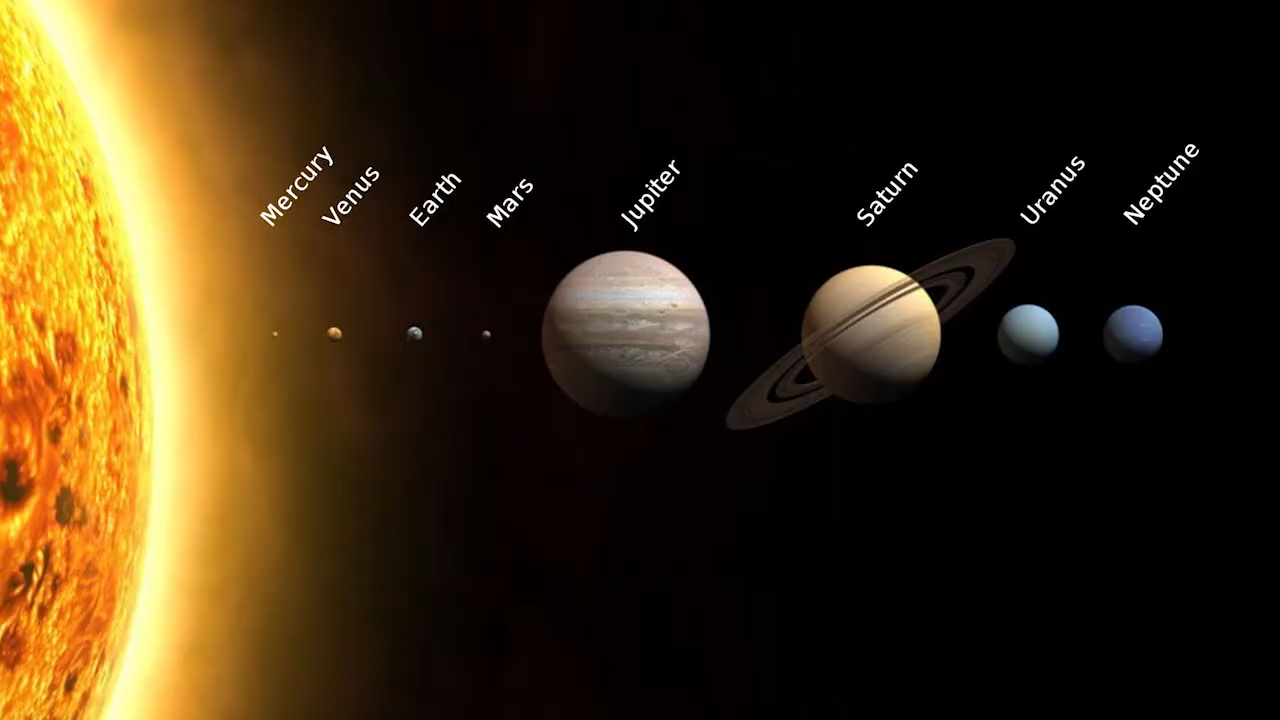 Mercury
Venus
Earth
Mars
Jupiter
Saturn
Uranus
Neptune